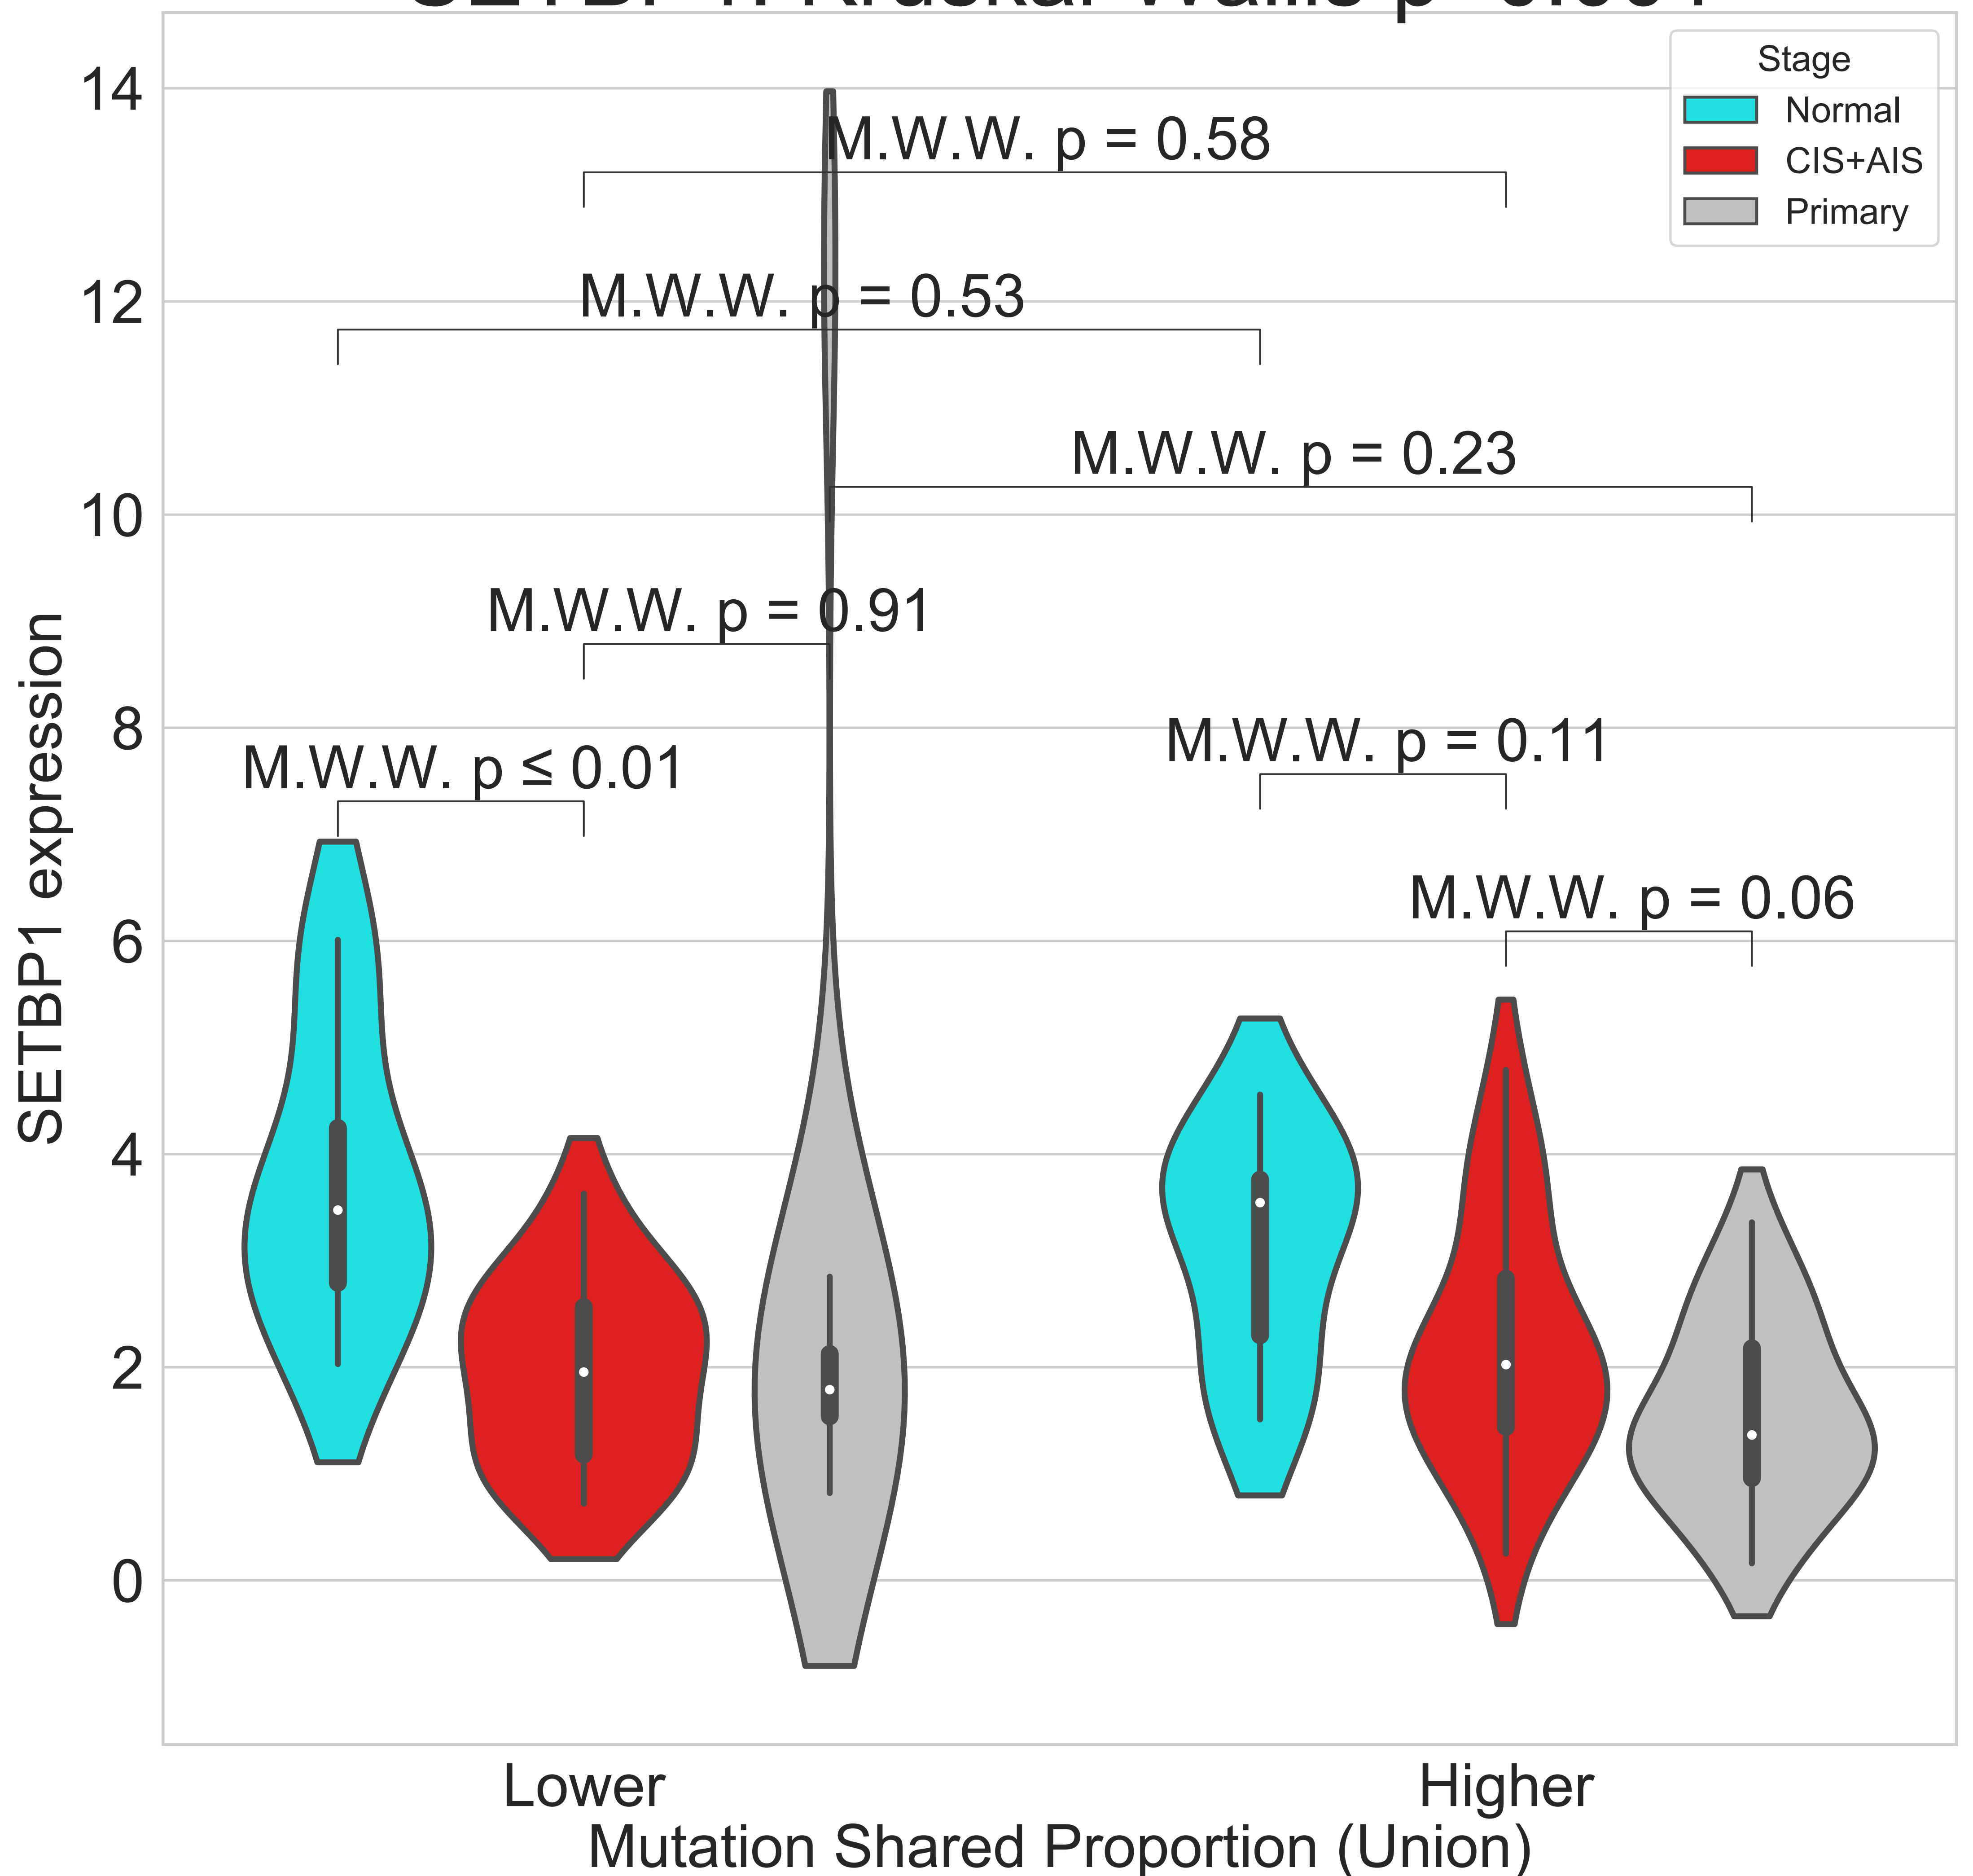 Stage
Normal
CIS+AIS
Primary
14
12
10
8
6
4
2
0
SETBP1 expression
M.W.W. p = 0.58
M.W.W. p = 0.53
M.W.W. p = 0.23
M.W.W. p = 0.91
M.W.W. p ≤ 0.01
M.W.W. p = 0.11
M.W.W. p = 0.06
Lower
Higher
Mutation Shared Proportion (Union)